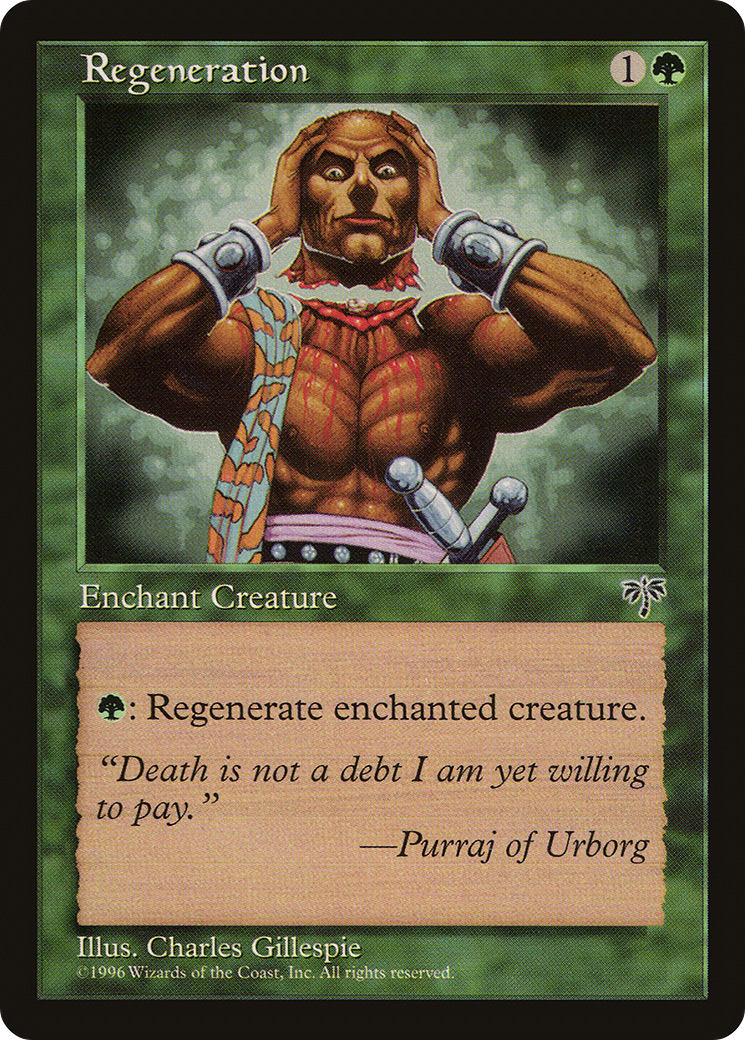 Regeneration 1
Enchant Creature
: Regenerate enchanted creature.
“Death is not a debt I am yet willing
to pay.”
—Purraj of Urborg
Illus. Charles Gillespie
©1996 Wizards of the Coast, Inc. All rights reserved.